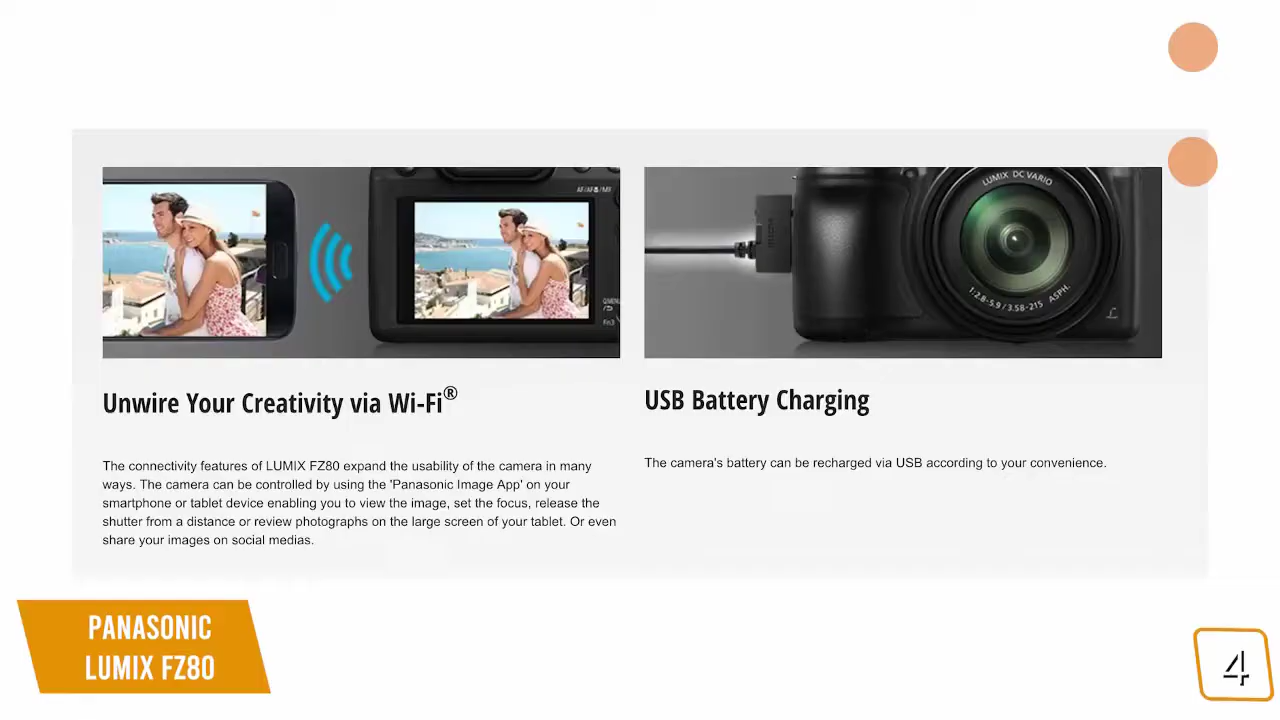 AF/AF⚘/MF
Q.MENU
Fn3
LUMIX DC VARIO
1:2.8-5.9 / 3.58-215 ASPH.
L
Unwire Your Creativity via Wi-Fi®
The connectivity features of LUMIX FZ80 expand the usability of the camera in many
ways. The camera can be controlled by using the 'Panasonic Image App' on your
smartphone or tablet device enabling you to view the image, set the focus, release the
shutter from a distance or review photographs on the large screen of your tablet. Or even
share your images on social medias.
USB Battery Charging
The camera's battery can be recharged via USB according to your convenience.
PANASONIC
LUMIX FZ80
4